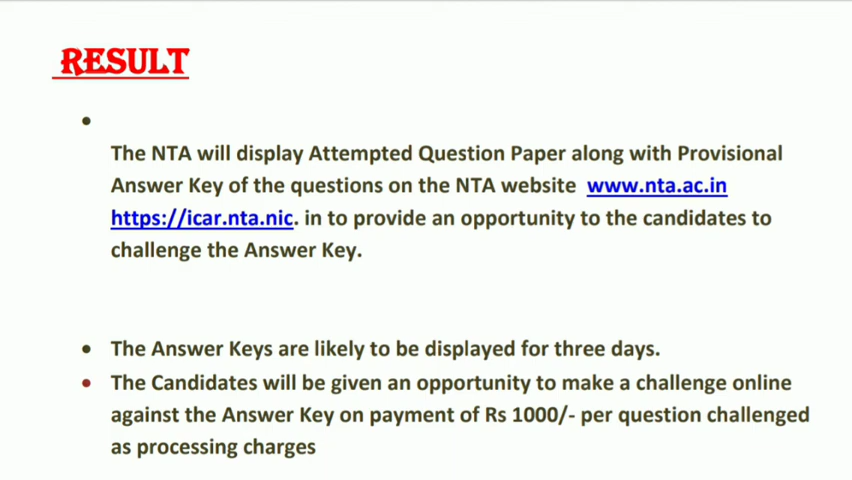 RESULT
•
The NTA will display Attempted Question Paper along with Provisional
Answer Key of the questions on the NTA website www.nta.ac.in
https://icar.nta.nic. in to provide an opportunity to the candidates to
challenge the Answer Key.
• The Answer Keys are likely to be displayed for three days.
• The Candidates will be given an opportunity to make a challenge online
against the Answer Key on payment of Rs 1000/- per question challenged
as processing charges